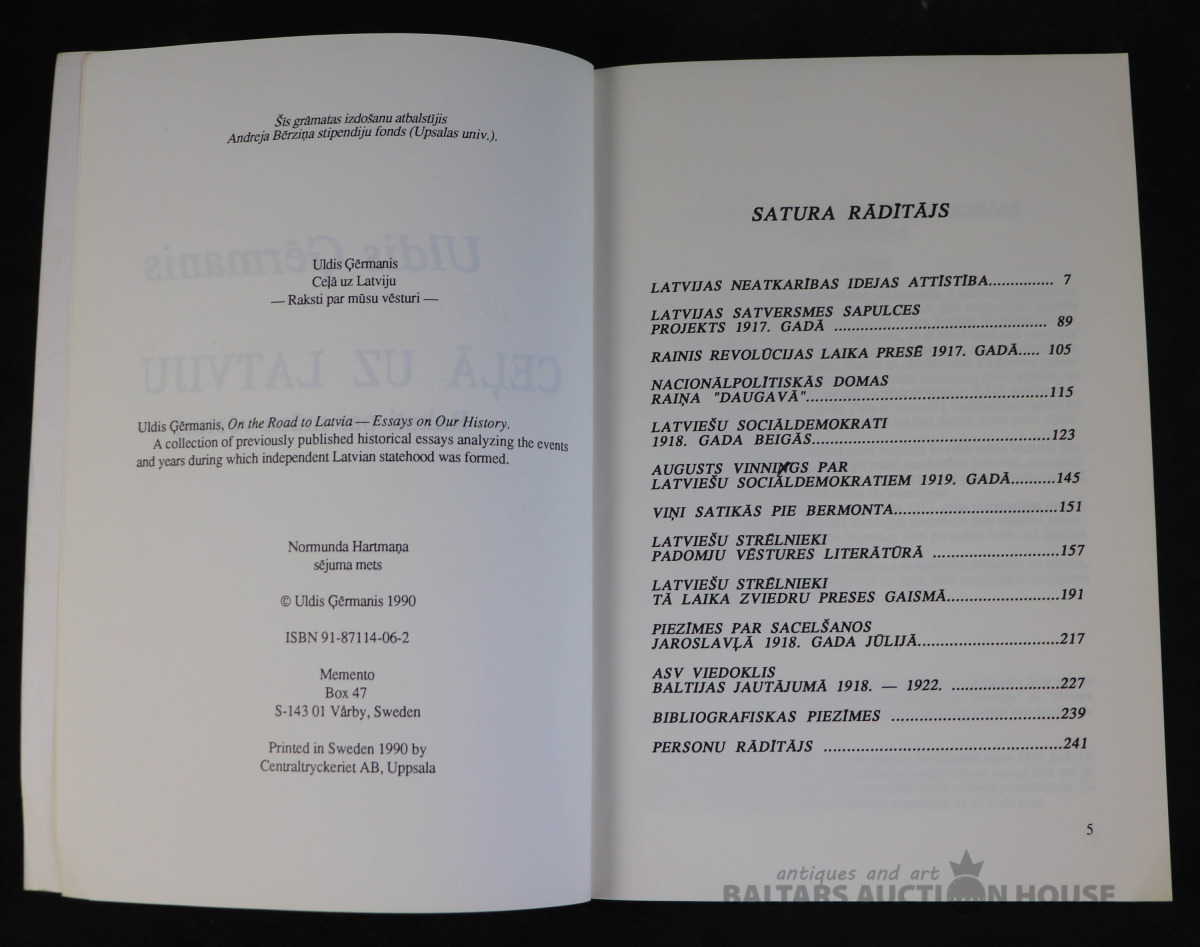 Šīs grāmatas izdošanu atbalstījis
Andreja Bērziņa stipendiju fonds (Upsalas univ.).
Uldis Ģērmanis
Ceļā uz Latviju
— Raksti par mūsu vēsturi —
Uldis Ģērmanis, On the Road to Latvia — Essays on Our History.
A collection of previously published historical essays analyzing the events
and years during which independent Latvian statehood was formed.
Normunda Hartmaņa
sējuma mets
© Uldis Ģērmanis 1990
ISBN 91-87114-06-2
Memento
Box 47
S-143 01 Vårby, Sweden
Printed in Sweden 1990 by
Centraltryckeriet AB, Uppsala
Uldis Ģērmanis
CEĻĀ UZ LATVIJU
SATURA RĀDĪTĀJS
LATVIJAS NEATKARĪBAS IDEJAS ATTĪSTĪBA............... 7
LATVIJAS SATVERSMES SAPULCES
PROJEKTS 1917. GADĀ ............................................... 89
RAINIS REVOLŪCIJAS LAIKA PRESĒ 1917. GADĀ..... 105
NACIONĀLPOLĪTISKĀS DOMAS
RAIŅA "DAUGAVĀ"......................................................115
LATVIEŠU SOCIĀLDEMOKRATI
1918. GADA BEIGĀS.....................................................123
AUGUSTS VINNINGS PAR
LATVIEŠU SOCIĀLDEMOKRATIEM 1919. GADĀ..........145
VIŅI SATIKĀS PIE BERMONTA.....................................151
LATVIEŠU STRĒLNIEKI
PADOMJU VĒSTURES LITERĀTŪRĀ ............................157
LATVIEŠU STRĒLNIEKI
TĀ LAIKA ZVIEDRU PRESES GAISMĀ.........................191
PIEZĪMES PAR SACELŠANOS
JAROSLAVĻĀ 1918. GADA JŪLIJĀ................................217
ASV VIEDOKLIS
BALTIJAS JAUTĀJUMĀ 1918. — 1922. ........................227
BIBLIOGRAFISKAS PIEZĪMES .....................................239
PERSONU RĀDĪTĀJS .....................................................241
5
antiques and art
BALTARS AUCTION HOUSE